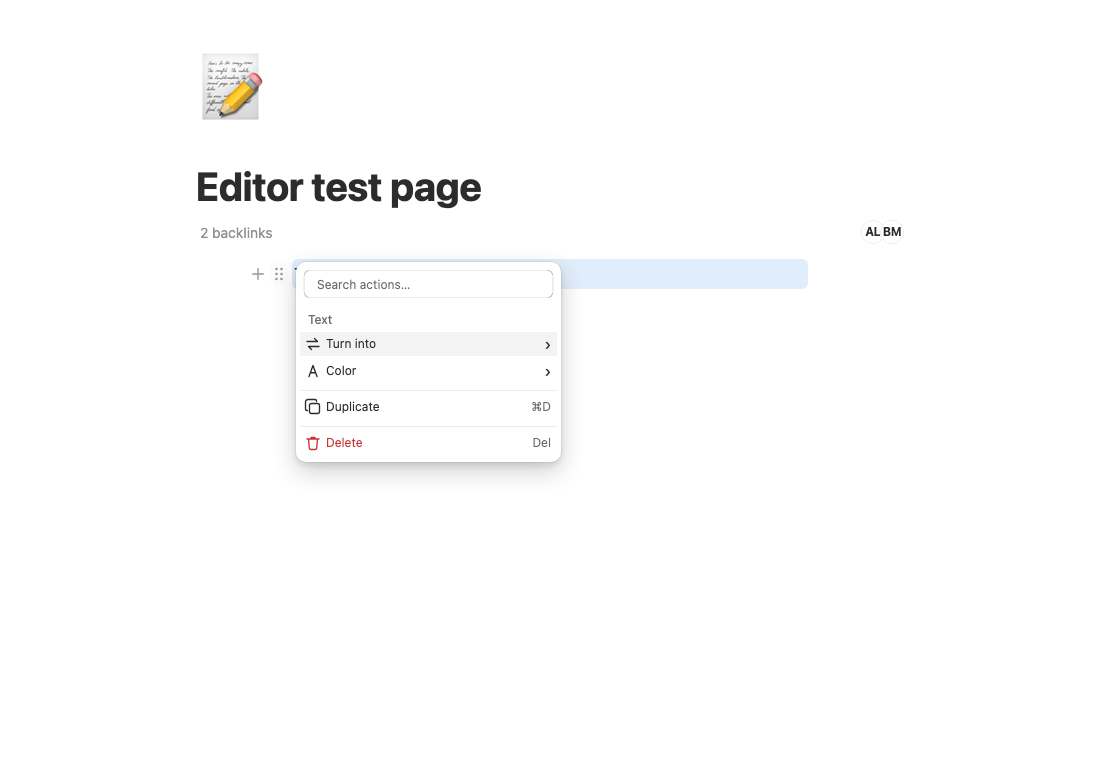 Editor test page
2 backlinks
AL BM
Search actions...
Text
Turn into
Color
Duplicate ⌘D
Delete Del